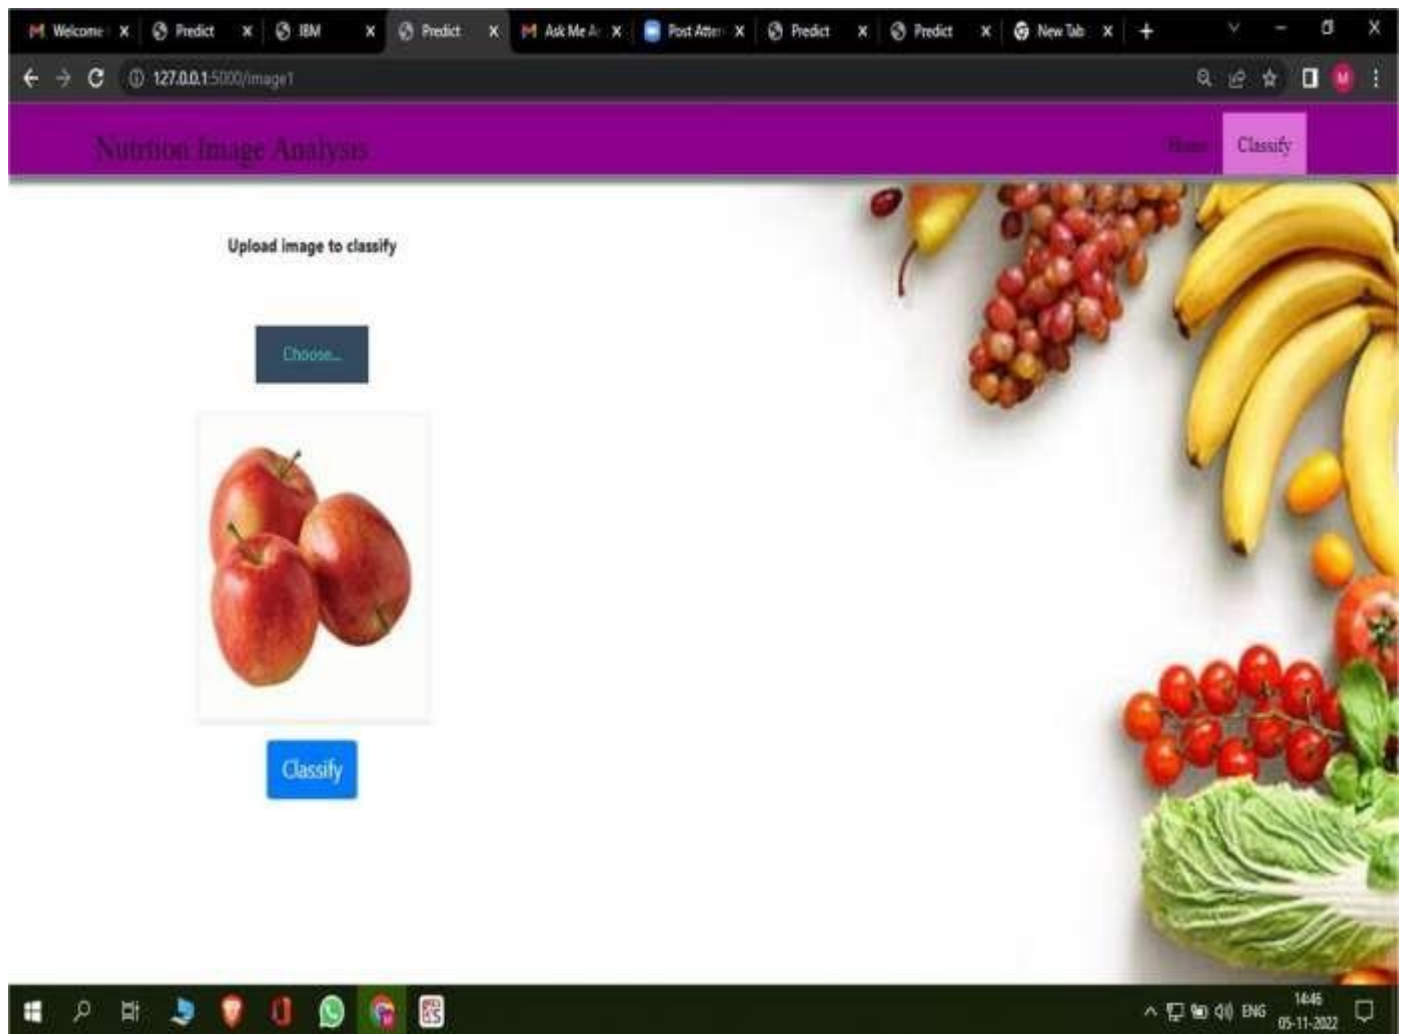 Welcome Predict IBM Predict Ask Me A Post Atten Predict Predict New Tab
127.0.0.1:5000/image1
M
Nutrition Image Analysis
Home Classify
Upload image to classify
Choose...
Classify
ENG 14:46
05-11-2022